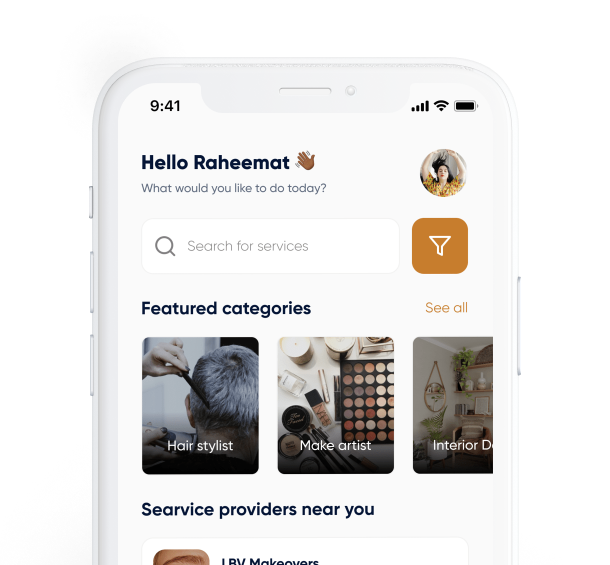 9:41
Hello Raheemat 👋🏾
What would you like to do today?
Search for services
Featured categories
See all
Hair stylist
Make artist
Interior De
Searvice providers near you
LBV Makeovers